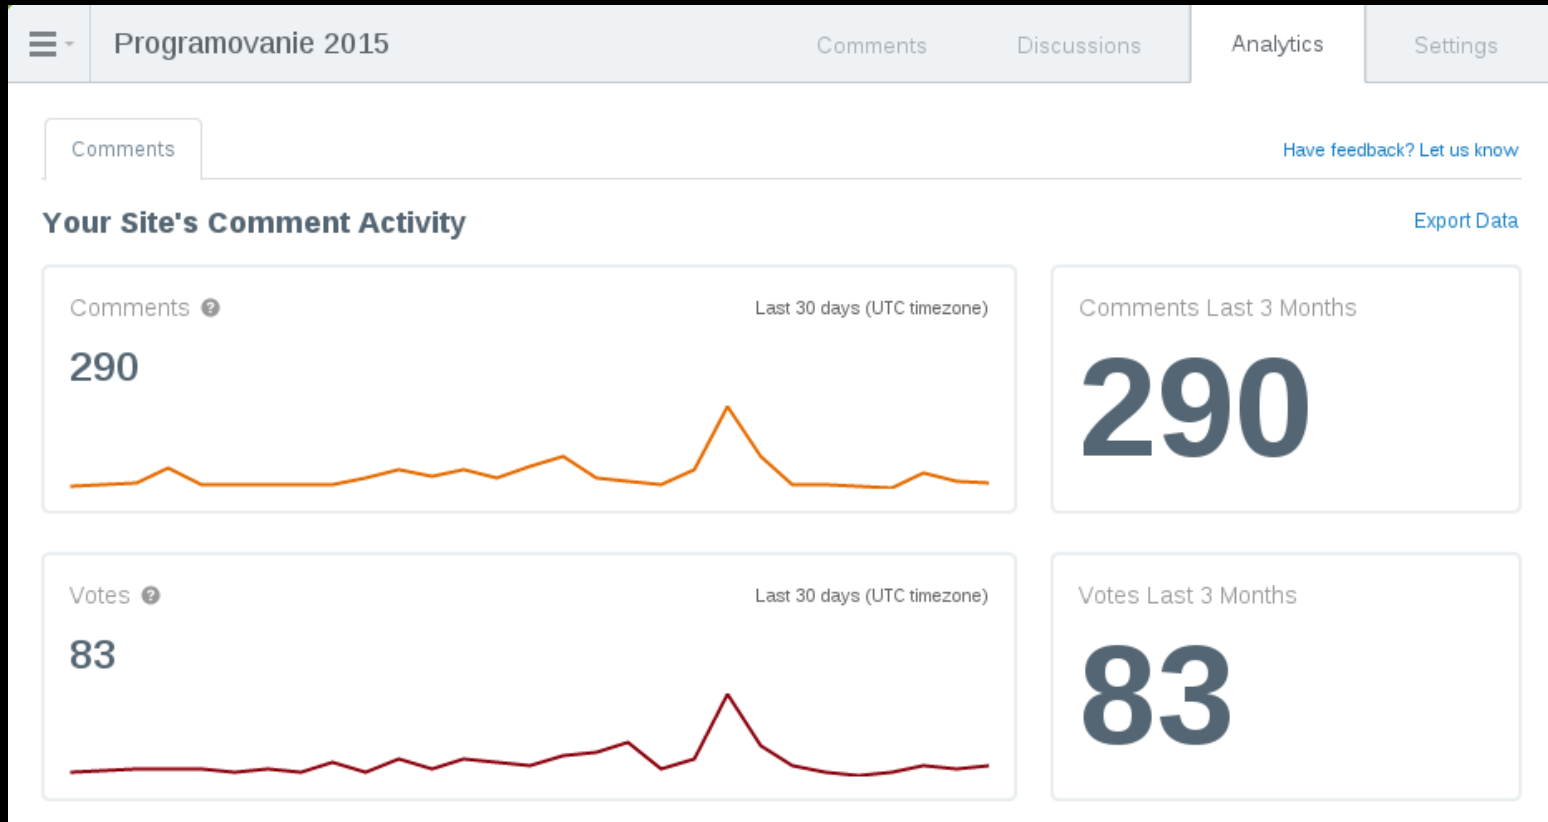 Programovanie 2015
Comments
Discussions
Analytics
Settings
Comments
Have feedback? Let us know
Your Site's Comment Activity
Export Data
Comments ?
Last 30 days (UTC timezone)
290
Comments Last 3 Months
290
Votes ?
Last 30 days (UTC timezone)
83
Votes Last 3 Months
83